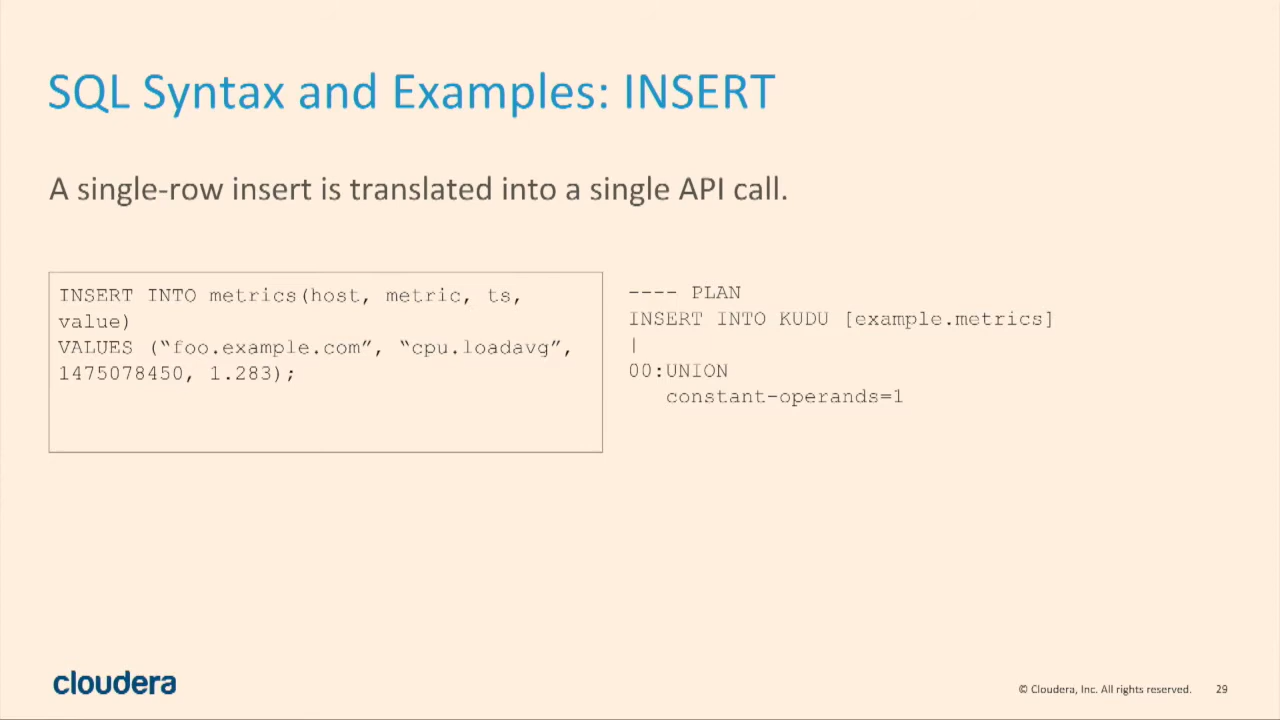 SQL Syntax and Examples: INSERT
A single-row insert is translated into a single API call.
INSERT INTO metrics(host, metric, ts,
value)
VALUES (“foo.example.com”, “cpu.loadavg”,
1475078450, 1.283);
---- PLAN
INSERT INTO KUDU [example.metrics]
|
00:UNION
   constant-operands=1
cloudera
© Cloudera, Inc. All rights reserved. 29